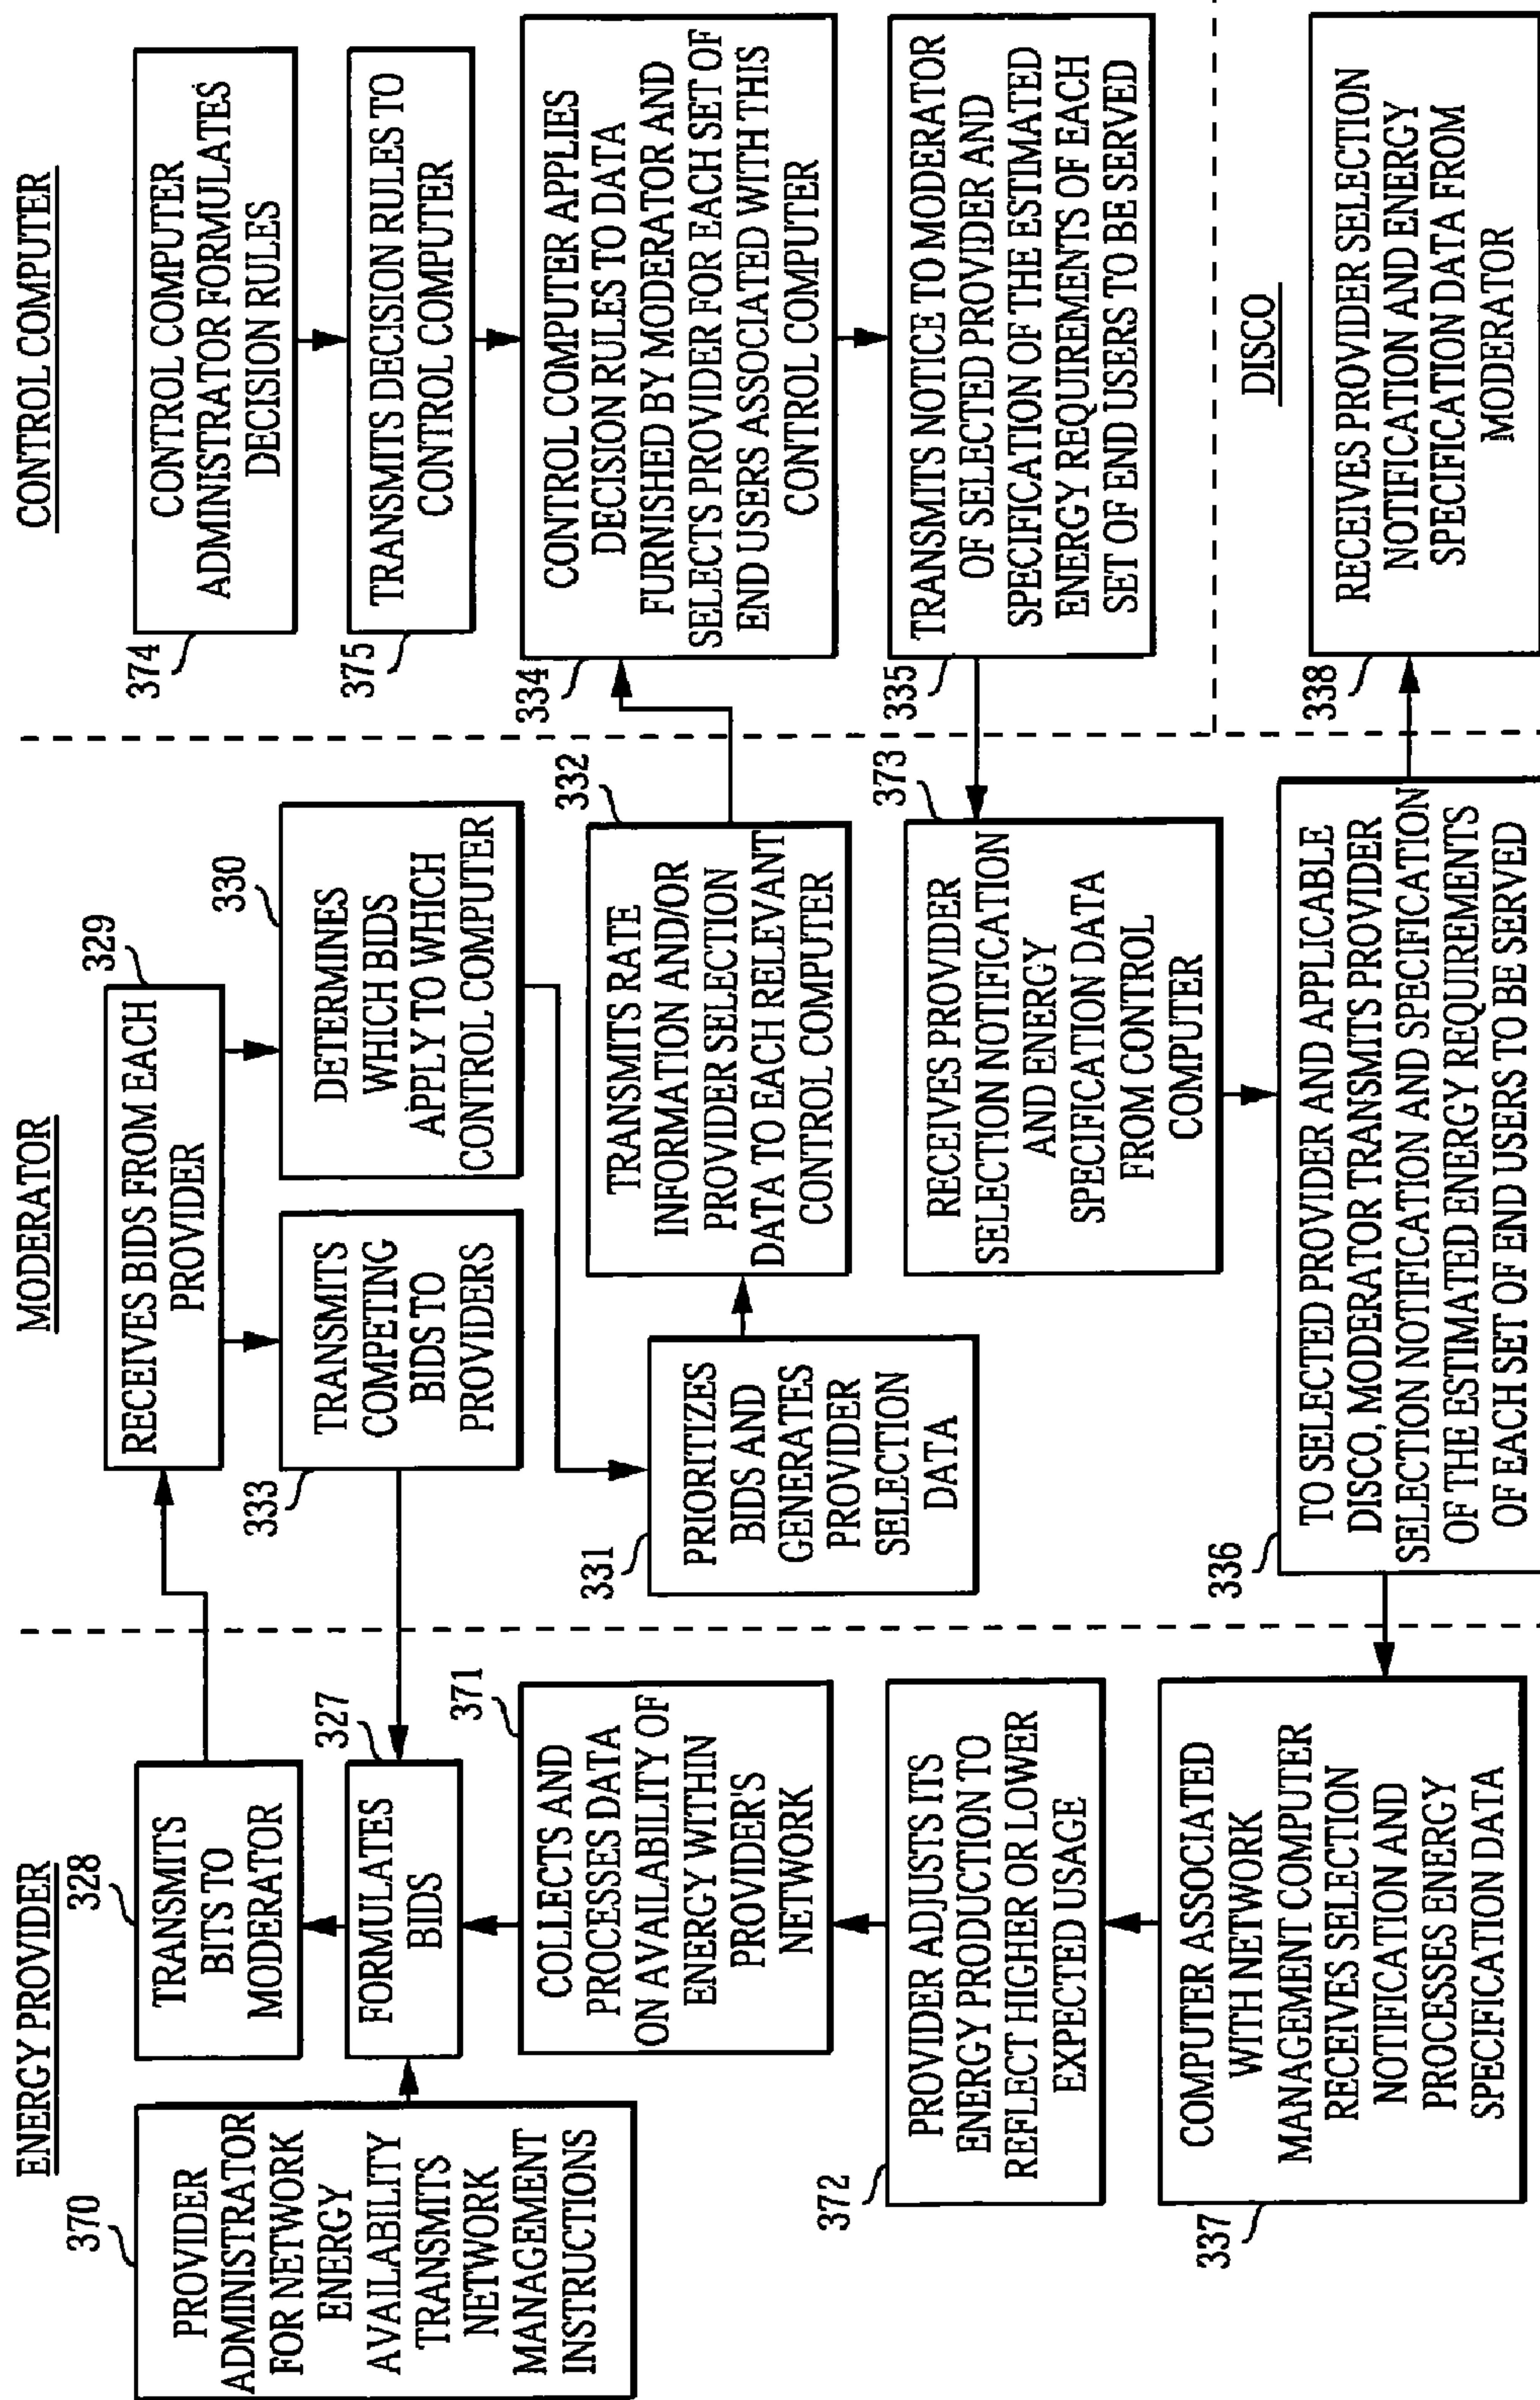 ENERGY PROVIDER
370
PROVIDER
ADMINISTRATOR
FOR NETWORK
ENERGY
AVAILABILITY
TRANSMITS
NETWORK
MANAGEMENT
INSTRUCTIONS
328
TRANSMITS
BITS TO
MODERATOR
327
FORMULATES
BIDS
371
COLLECTS AND
PROCESSES DATA
ON AVAILABILITY OF
ENERGY WITHIN
PROVIDER'S
NETWORK
372
PROVIDER ADJUSTS ITS
ENERGY PRODUCTION TO
REFLECT HIGHER OR LOWER
EXPECTED USAGE
337
COMPUTER ASSOCIATED
WITH NETWORK
MANAGEMENT COMPUTER
RECEIVES SELECTION
NOTIFICATION AND
PROCESSES ENERGY
SPECIFICATION DATA
MODERATOR
329
RECEIVES BIDS FROM EACH
PROVIDER
333
TRANSMITS
COMPETING
BIDS TO
PROVIDERS
330
DETERMINES
WHICH BIDS
APPLY TO WHICH
CONTROL COMPUTER
331
PRIORITIZES
BIDS AND
GENERATES
PROVIDER
SELECTION
DATA
332
TRANSMITS RATE
INFORMATION AND/OR
PROVIDER SELECTION
DATA TO EACH RELEVANT
CONTROL COMPUTER
373
RECEIVES PROVIDER
SELECTION NOTIFICATION
AND ENERGY
SPECIFICATION DATA
FROM CONTROL
COMPUTER
336
TO SELECTED PROVIDER AND APPLICABLE
DISCO, MODERATOR TRANSMITS PROVIDER
SELECTION NOTIFICATION AND SPECIFICATION
OF THE ESTIMATED ENERGY REQUIREMENTS
OF EACH SET OF END USERS TO BE SERVED
CONTROL COMPUTER
374
CONTROL COMPUTER
ADMINISTRATOR FORMULATES
DECISION RULES
375
TRANSMITS DECISION RULES TO
CONTROL COMPUTER
334
CONTROL COMPUTER APPLIES
DECISION RULES TO DATA
FURNISHED BY MODERATOR AND
SELECTS PROVIDER FOR EACH SET OF
END USERS ASSOCIATED WITH THIS
CONTROL COMPUTER
335
TRANSMITS NOTICE TO MODERATOR
OF SELECTED PROVIDER AND
SPECIFICATION OF THE ESTIMATED
ENERGY REQUIREMENTS OF EACH
SET OF END USERS TO BE SERVED
DISCO
338
RECEIVES PROVIDER SELECTION
NOTIFICATION AND ENERGY
SPECIFICATION DATA FROM
MODERATOR